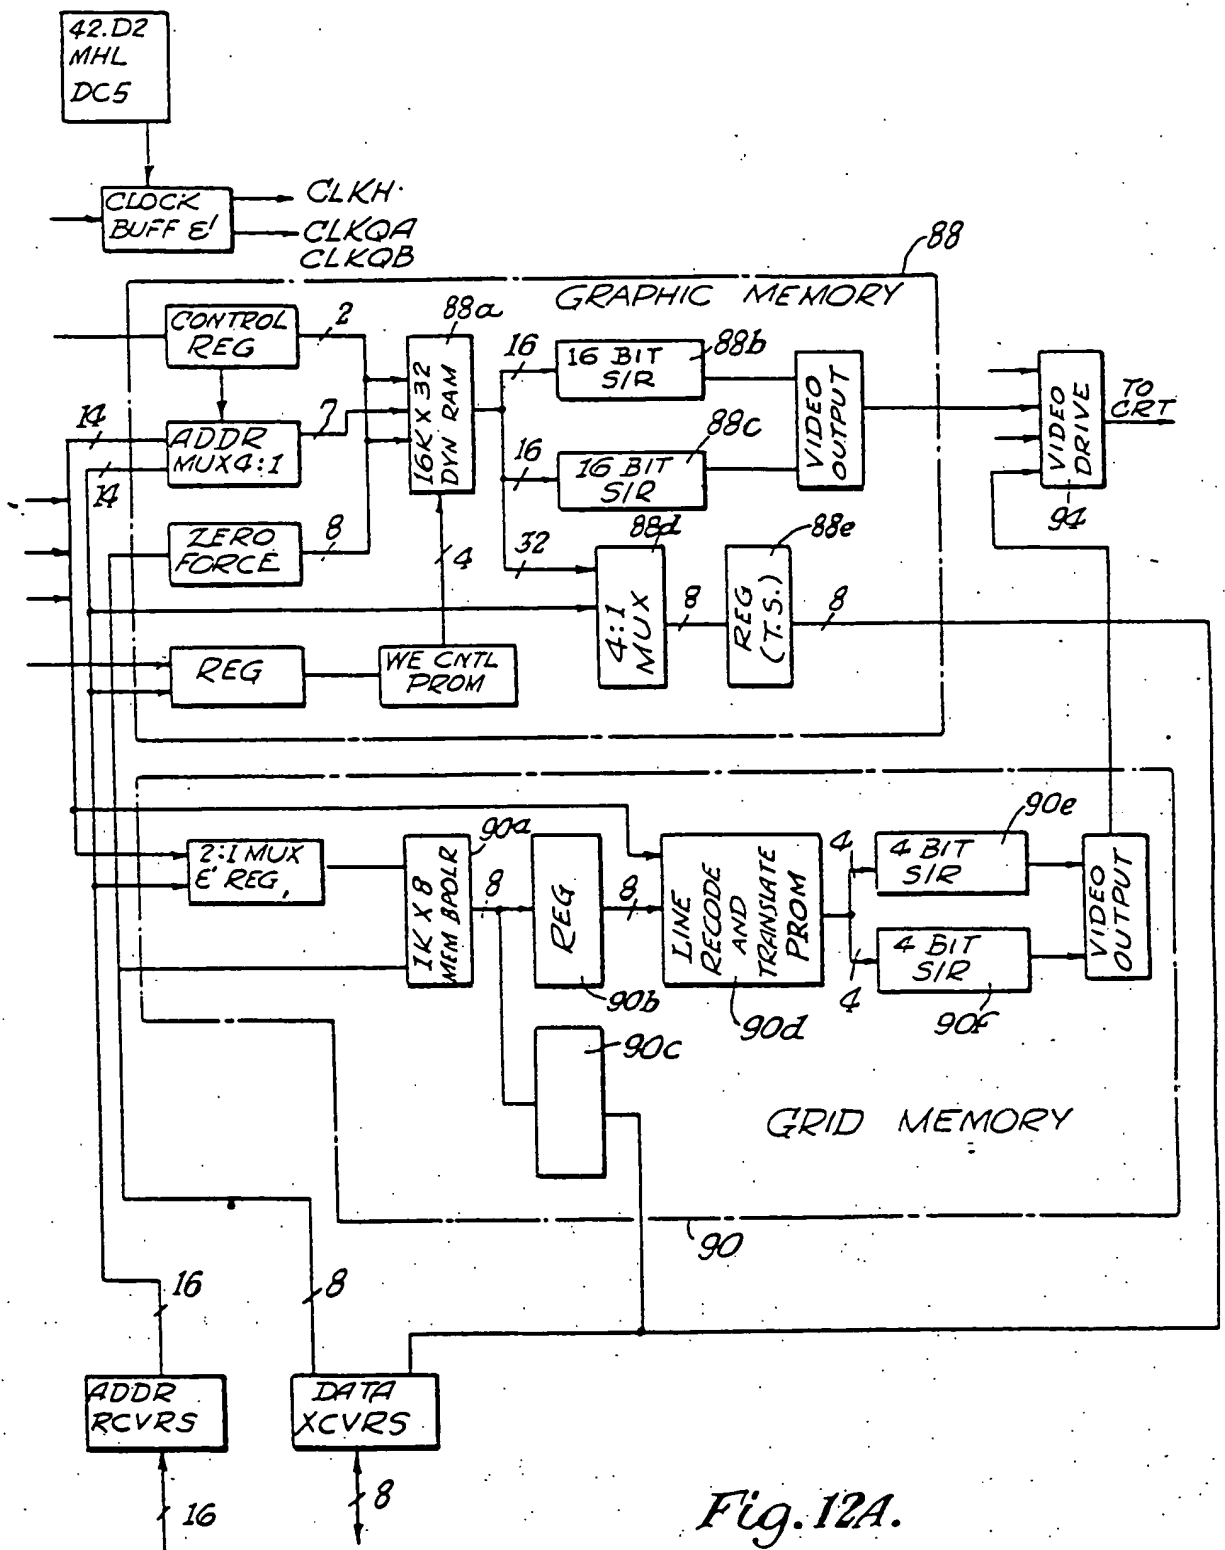 42.D2
MHL
DC5
CLOCK
BUFF &
CLKH
CLKQA
CLKQB
88
GRAPHIC MEMORY
CONTROL
REG
2
88a
16K X 32
DYN RAM
16
16 BIT
S/R
88b
VIDEO
OUTPUT
VIDEO
DRIVE
TO
CRT
94
14
ADDR
MUX 4:1
7
14
16
16 BIT
S/R
88c
ZERO
FORCE
8
4
32
88d
4:1
MUX
8
88e
REG
(T.S.)
8
REG
WE CNTL
PROM
2:1 MUX
& REG,
1K X 8
MEM BPOLR
90a
8
REG
90b
8
LINE
RECODE
AND
TRANSLATE
PROM
90d
4
4 BIT
S/R
90e
4
4 BIT
S/R
90f
VIDEO
OUTPUT
90c
GRID MEMORY
90
16
8
ADDR
RCVRS
DATA
XCVRS
16
8
Fig. 12A.